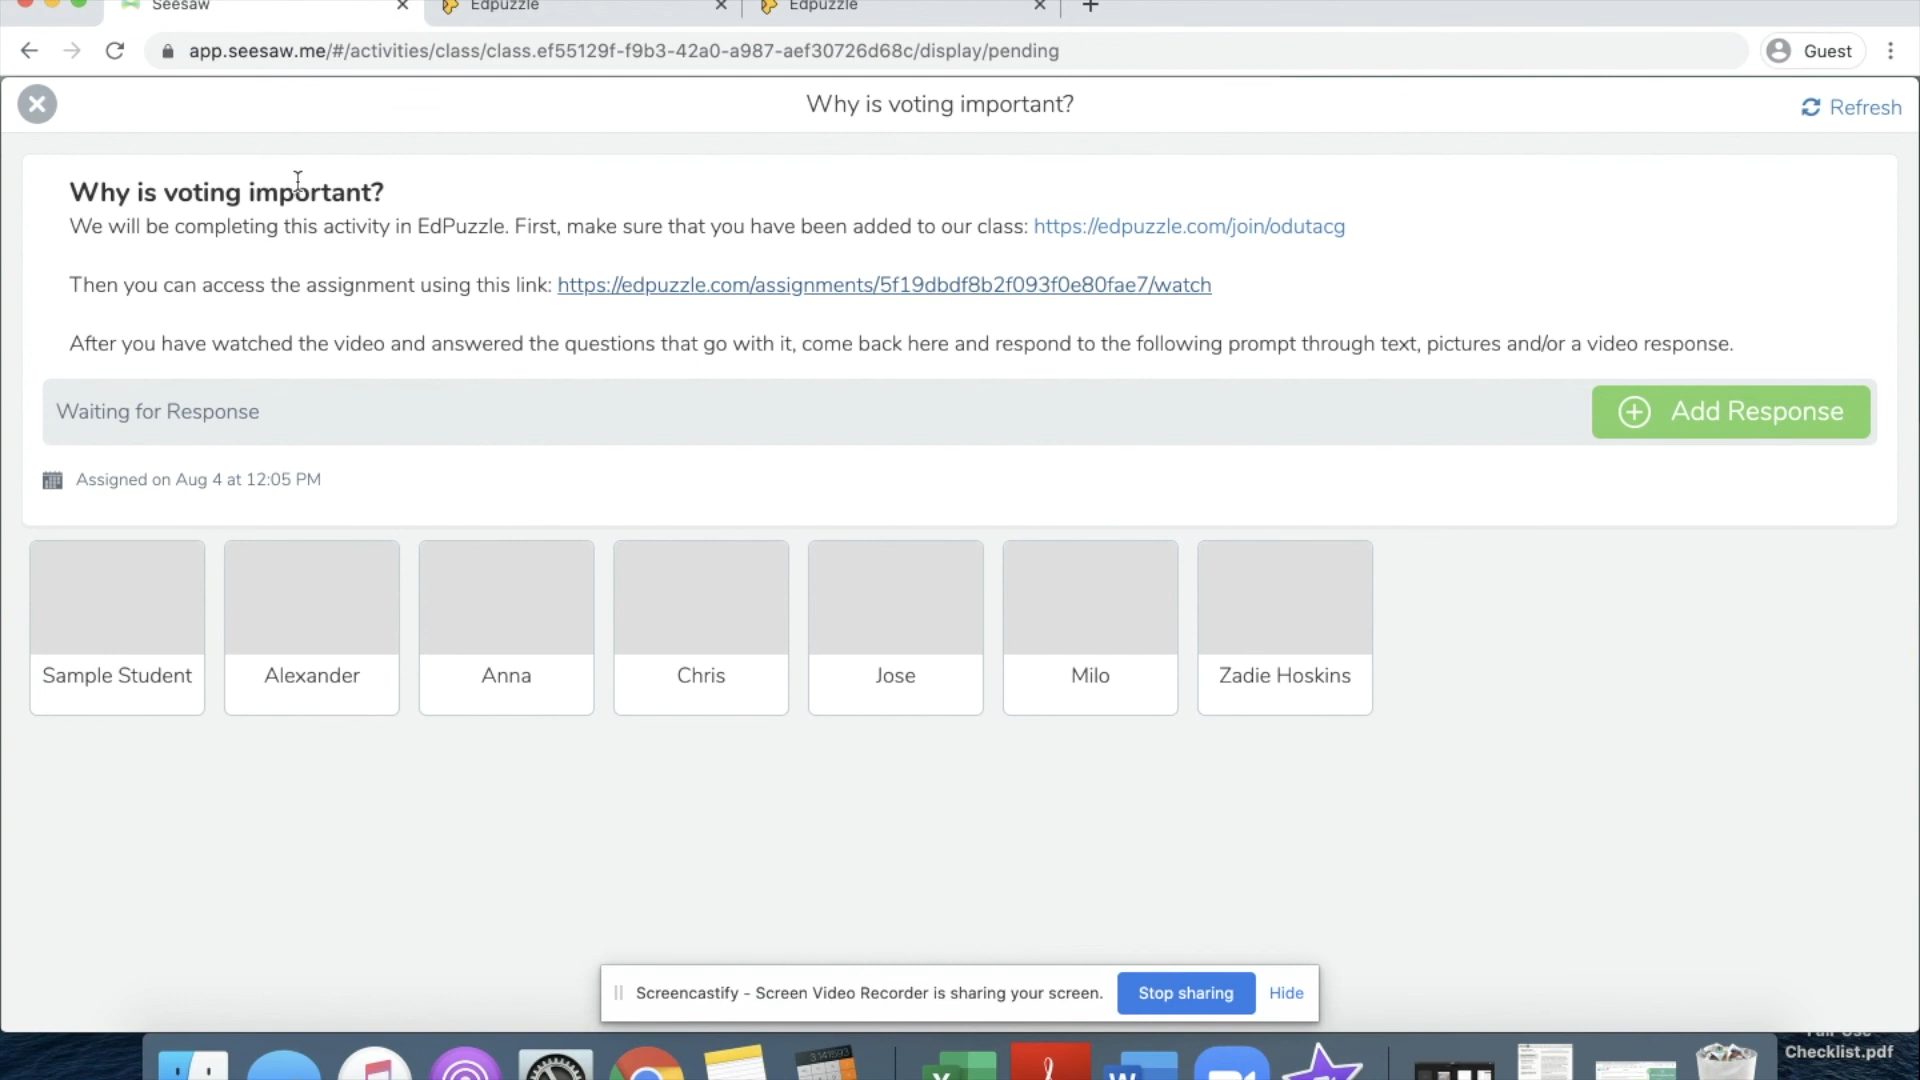 Seesaw
Edpuzzle
Edpuzzle
app.seesaw.me/#/activities/class/class.ef55129f-f9b3-42a0-a987-aef30726d68c/display/pending
Guest
Why is voting important?
Refresh
Why is voting important?
We will be completing this activity in EdPuzzle. First, make sure that you have been added to our class: https://edpuzzle.com/join/odutacg
Then you can access the assignment using this link: https://edpuzzle.com/assignments/5f19dbdf8b2f093f0e80fae7/watch
After you have watched the video and answered the questions that go with it, come back here and respond to the following prompt through text, pictures and/or a video response.
Waiting for Response
Add Response
Assigned on Aug 4 at 12:05 PM
Sample Student
Alexander
Anna
Chris
Jose
Milo
Zadie Hoskins
Screencastify - Screen Video Recorder is sharing your screen.
Stop sharing
Hide
Checklist.pdf